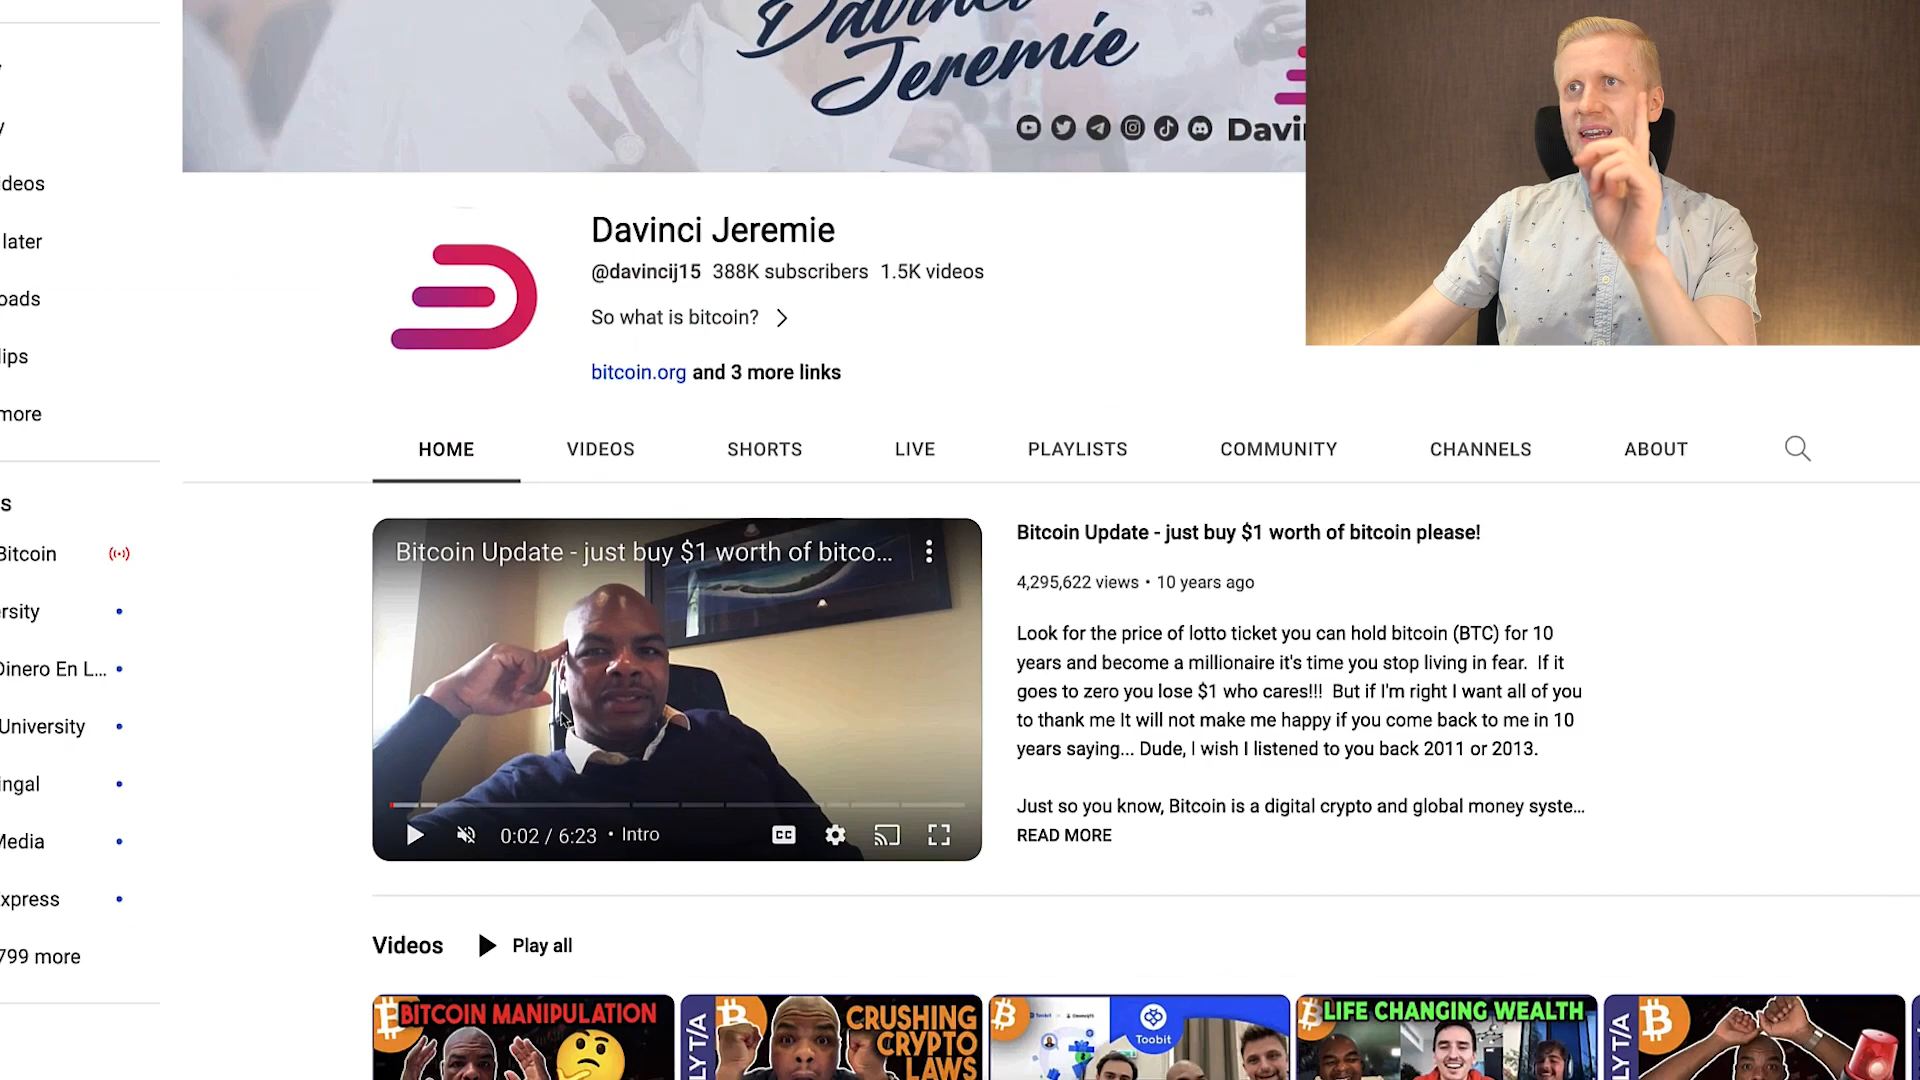 Davinci
Jeremie
Davi
deos
later
oads
lips
more
s
Bitcoin
ersity
Dinero En L...
University
ingal
Media
xpress
799 more
Davinci Jeremie
@davincij15 388K subscribers 1.5K videos
So what is bitcoin?
bitcoin.org and 3 more links
HOME VIDEOS SHORTS LIVE PLAYLISTS COMMUNITY CHANNELS ABOUT
Bitcoin Update - just buy $1 worth of bitco...
0:02 / 6:23 • Intro
CC
Bitcoin Update - just buy $1 worth of bitcoin please!
4,295,622 views • 10 years ago
Look for the price of lotto ticket you can hold bitcoin (BTC) for 10
years and become a millionaire it's time you stop living in fear. If it
goes to zero you lose $1 who cares!!! But if I'm right I want all of you
to thank me It will not make me happy if you come back to me in 10
years saying... Dude, I wish I listened to you back 2011 or 2013.
Just so you know, Bitcoin is a digital crypto and global money syste...
READ MORE
Videos Play all
BITCOIN MANIPULATION
LY T/A
CRUSHING
CRYPTO
LAWS
Toobit
LIFE CHANGING WEALTH
LY T/A